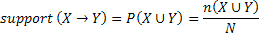 support (X → Y) = P(X ∪ Y) = n(X ∪ Y) / N